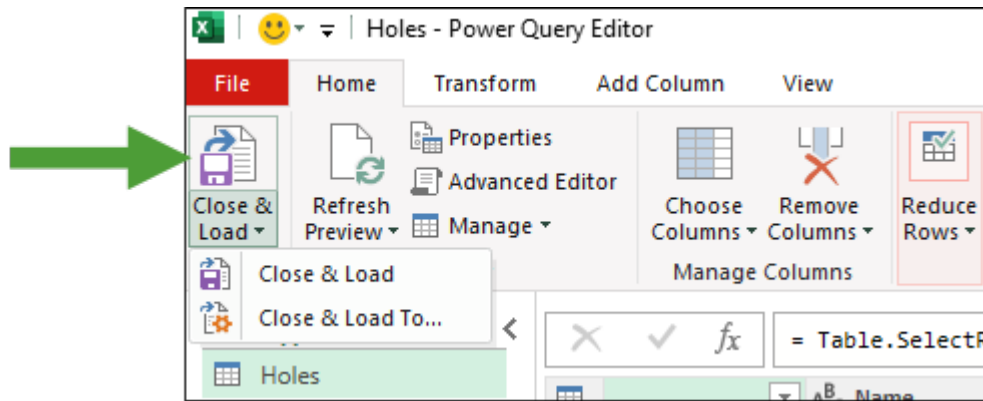 Holes - Power Query Editor
File Home Transform Add Column View
Close & Load
Refresh Preview
Properties
Advanced Editor
Manage
Choose Columns
Remove Columns
Reduce Rows
Manage Columns
Close & Load
Close & Load To...
fx = Table.SelectR
Holes
Name